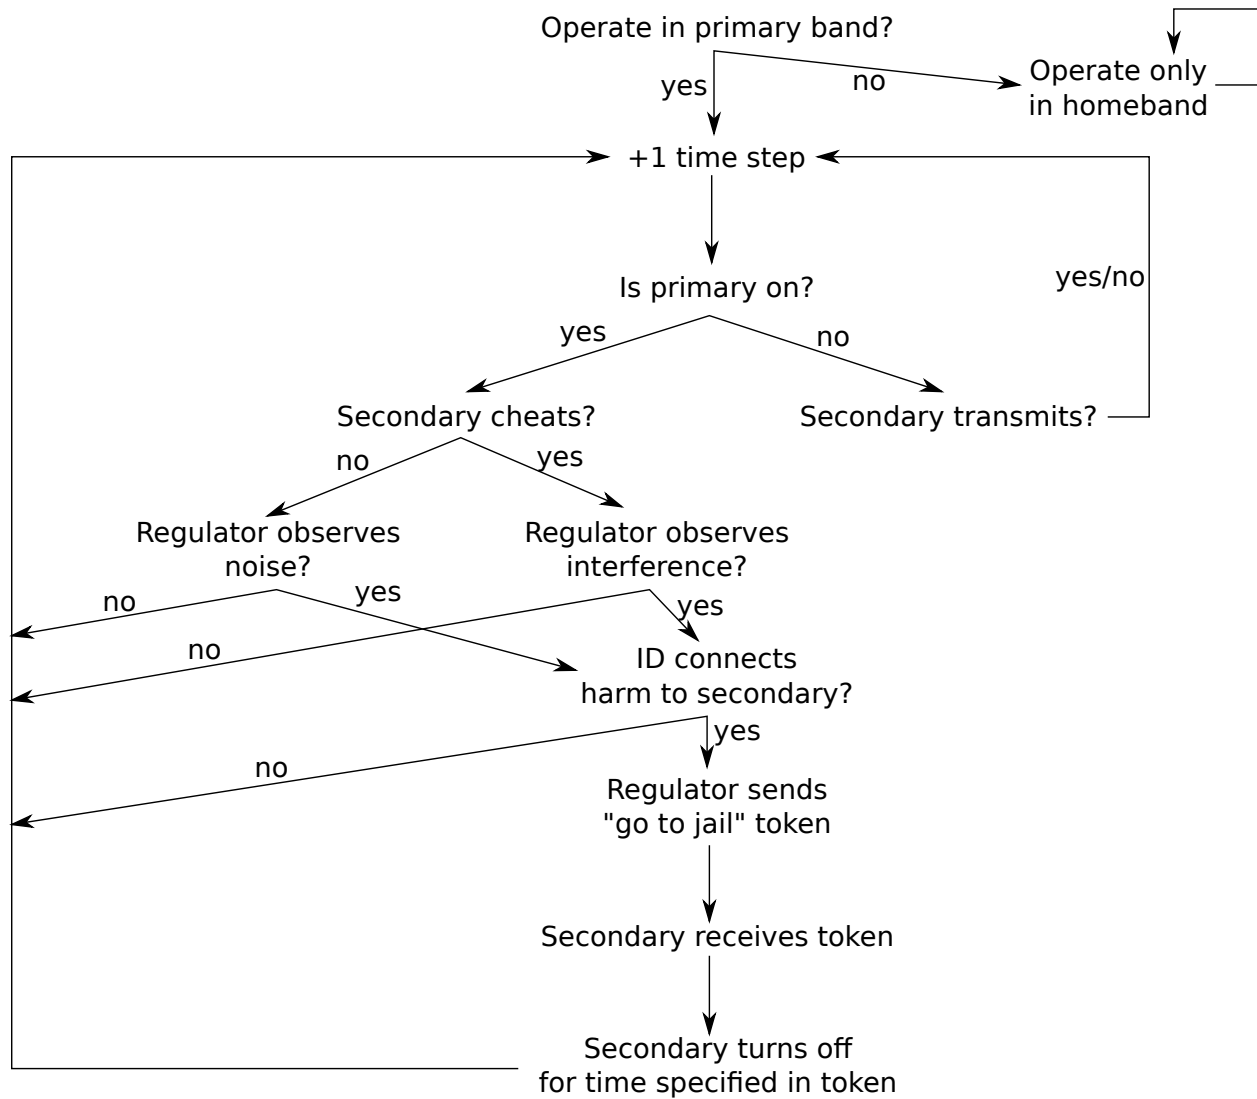 Operate in primary band?
yes
no
Operate only
in homeband
+1 time step
yes/no
Is primary on?
yes
no
Secondary cheats?
Secondary transmits?
no
yes
Regulator observes
noise?
Regulator observes
interference?
no
yes
no
yes
ID connects
harm to secondary?
no
yes
Regulator sends
"go to jail" token
Secondary receives token
Secondary turns off
for time specified in token